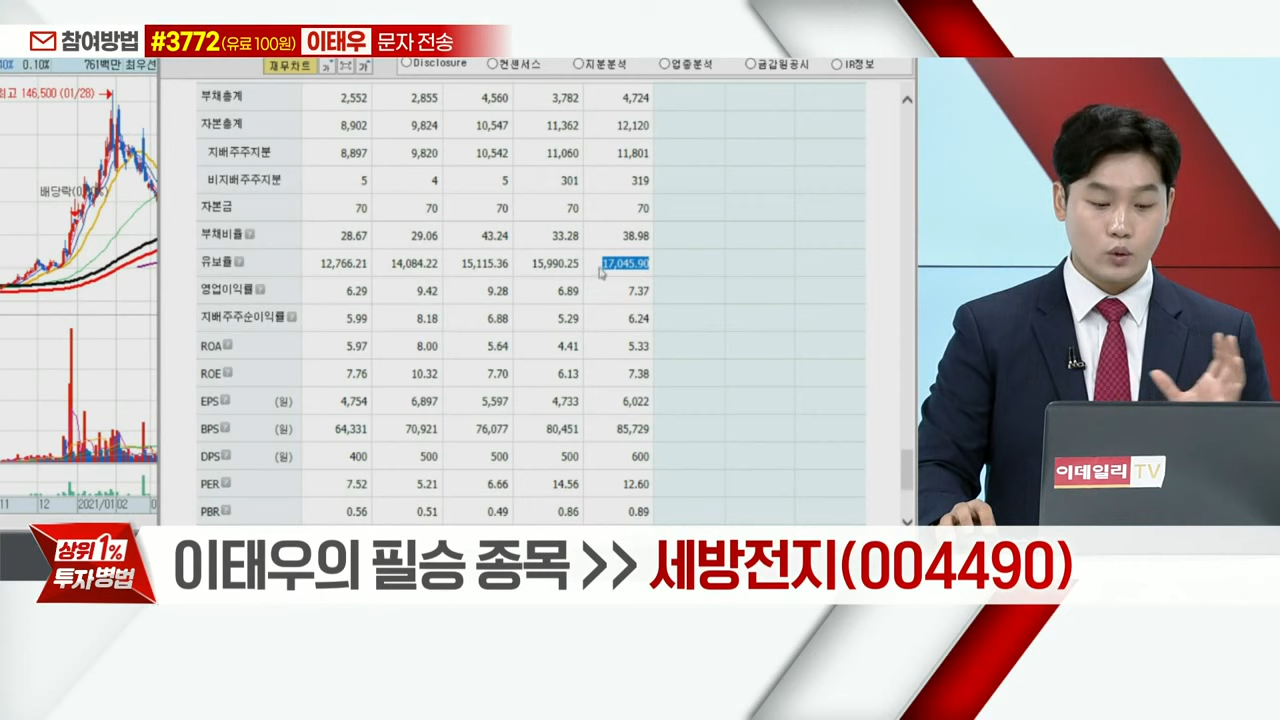 참여방법 #3772(유료 100원) 이태우 문자 전송
0.10% 761백만 최우선
재무차트 Disclosure 컨센서스 지분분석 업종분석 금감원공시 IR정보
최고 146,500 (01/28)
부채총계 2,552 2,855 4,560 3,782 4,724
자본총계 8,902 9,824 10,547 11,362 12,120
지배주주지분 8,897 9,820 10,542 11,060 11,801
비지배주주지분 5 4 5 301 319
자본금 70 70 70 70 70
부채비율 28.67 29.06 43.24 33.28 38.98
유보율 12,766.21 14,084.22 15,115.36 15,990.25 17,045.90
영업이익률 6.29 9.42 9.28 6.89 7.37
지배주주순이익률 5.99 8.18 6.88 5.29 6.24
ROA 5.97 8.00 5.64 4.41 5.33
ROE 7.76 10.32 7.70 6.13 7.38
EPS (원) 4,754 6,897 5,597 4,733 6,022
BPS (원) 64,331 70,921 76,077 80,451 85,729
DPS (원) 400 500 500 500 600
PER 7.52 5.21 6.66 14.56 12.60
PBR 0.56 0.51 0.49 0.86 0.89
11 12 2021/01 02
이데일리TV
상위 1% 투자병법
이태우의 필승 종목 >> 세방전지(004490)